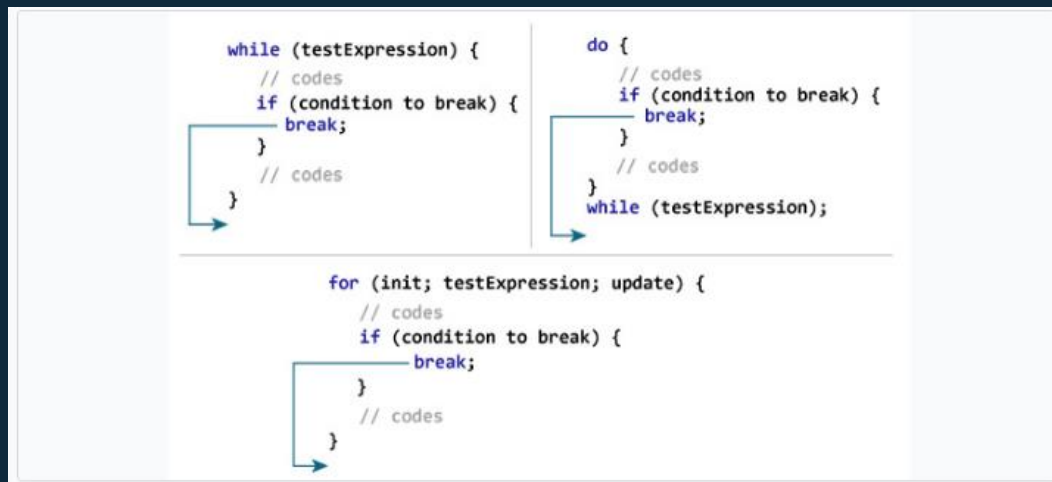 while (testExpression) {
// codes
if (condition to break) {
break;
}
// codes
}
do {
// codes
if (condition to break) {
break;
}
// codes
}
while (testExpression);
for (init; testExpression; update) {
// codes
if (condition to break) {
break;
}
// codes
}